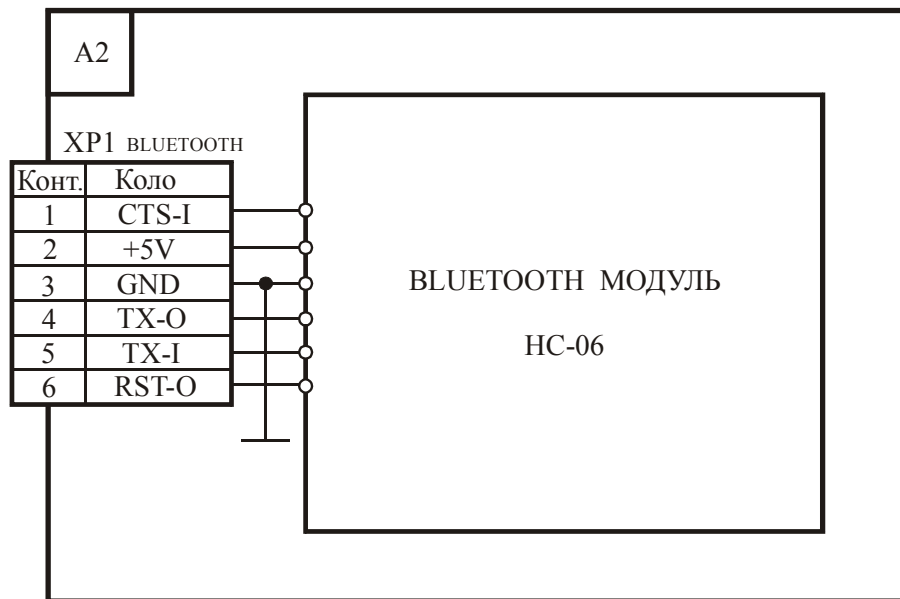 A2
XP1 BLUETOOTH
Конт. Коло
1 CTS-I
2 +5V
3 GND
4 TX-O
5 TX-I
6 RST-O
BLUETOOTH МОДУЛЬ
HC-06